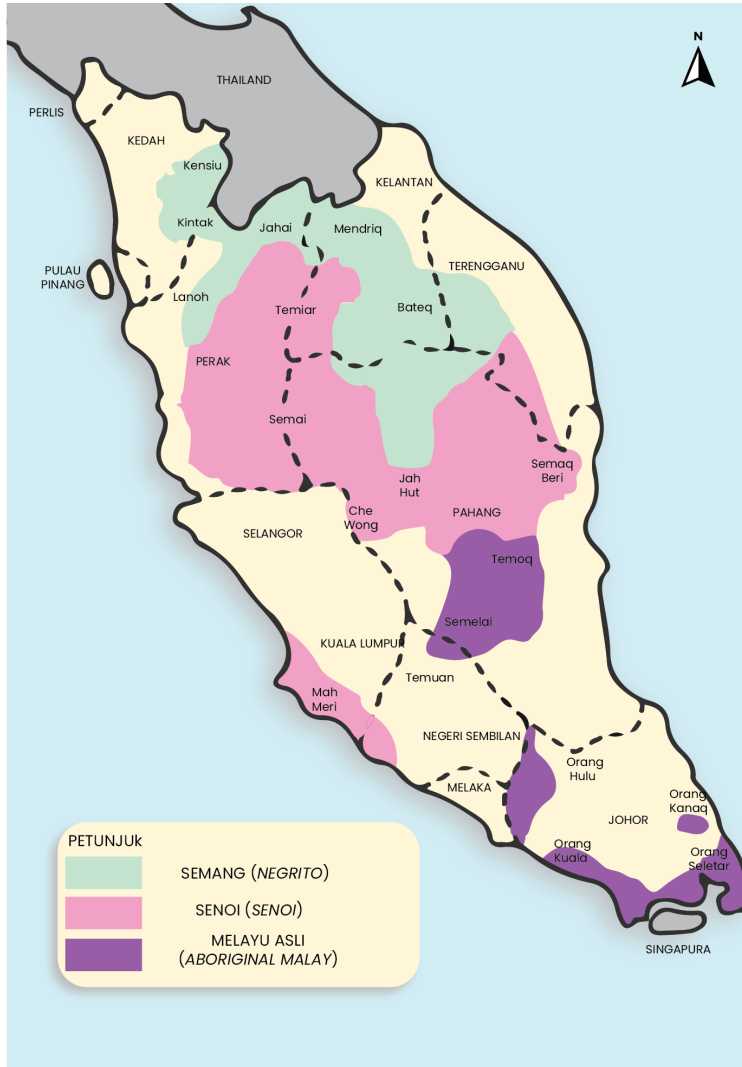 N
THAILAND
PERLIS
KEDAH
Kensiu
KELANTAN
Kintak
Jahai
Mendriq
TERENGGANU
PULAU
PINANG
Lanoh
Temiar
Bateq
PERAK
Semai
Jah
Hut
Semaq
Beri
Che
Wong
PAHANG
SELANGOR
Temoq
Semelai
KUALA LUMPUR
Temuan
Mah
Meri
NEGERI SEMBILAN
Orang
Hulu
MELAKA
Orang
Kanaq
JOHOR
Orang
Kuala
Orang
Seletar
SINGAPURA
PETUNJUk
SEMANG (NEGRITO)
SENOI (SENOI)
MELAYU ASLI
(ABORIGINAL MALAY)